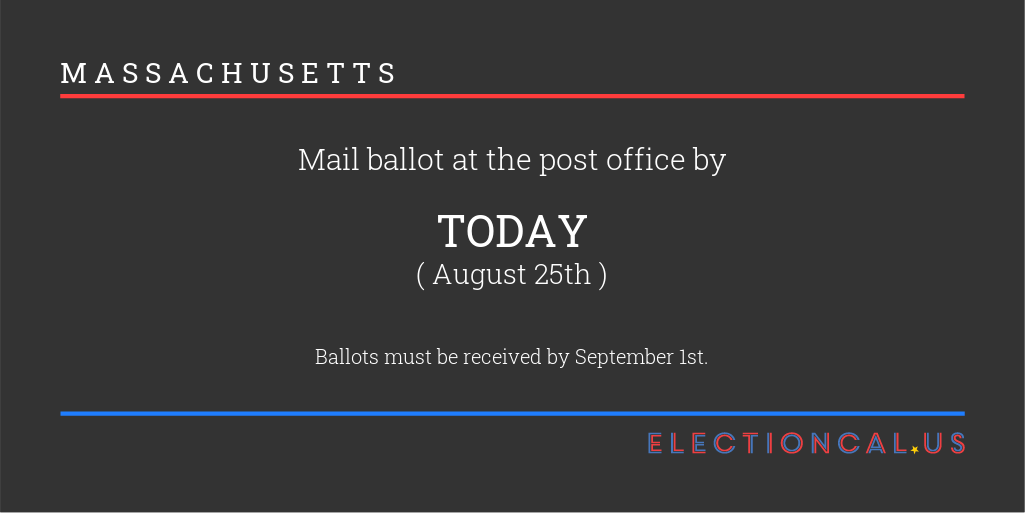 MASSACHUSETTS
Mail ballot at the post office by
TODAY
( August 25th )
Ballots must be received by September 1st.
ELECTIONCAL.US